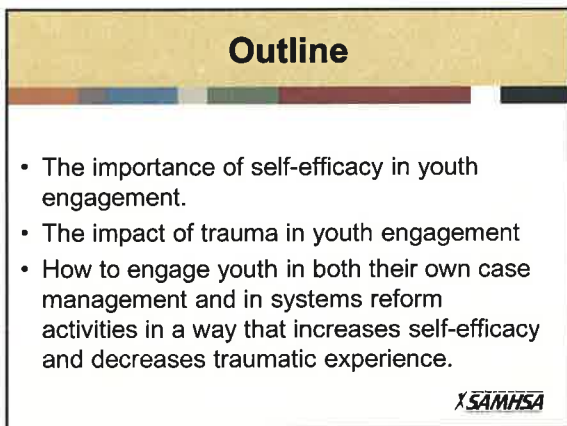 Outline
• The importance of self-efficacy in youth
engagement.
• The impact of trauma in youth engagement
• How to engage youth in both their own case
management and in systems reform
activities in a way that increases self-efficacy
and decreases traumatic experience.
SAMHSA